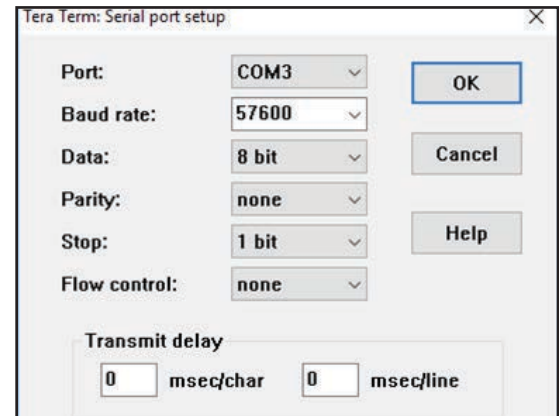 Tera Term: Serial port setup
Port: COM3 OK
Baud rate: 57600
Data: 8 bit Cancel
Parity: none
Stop: 1 bit Help
Flow control: none
Transmit delay
0 msec/char 0 msec/line